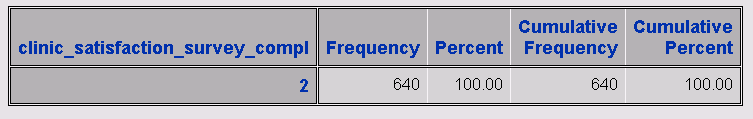 clinic_satisfaction_survey_compl Frequency Percent Cumulative Frequency Cumulative Percent
2 640 100.00 640 100.00